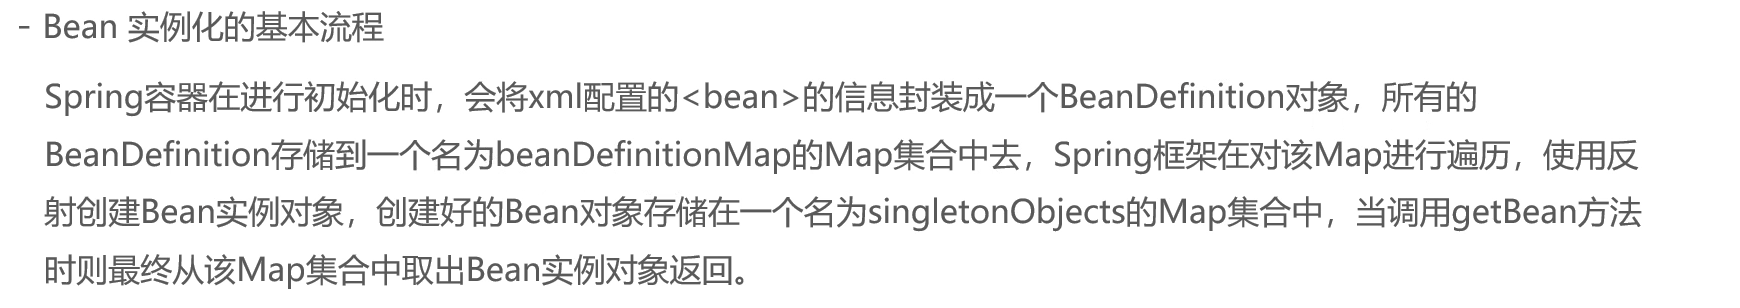 - Bean 实例化的基本流程
Spring容器在进行初始化时，会将xml配置的<bean>的信息封装成一个BeanDefinition对象，所有的
BeanDefinition存储到一个名为beanDefinitionMap的Map集合中去，Spring框架在对该Map进行遍历，使用反
射创建Bean实例对象，创建好的Bean对象存储在一个名为singletonObjects的Map集合中，当调用getBean方法
时则最终从该Map集合中取出Bean实例对象返回。